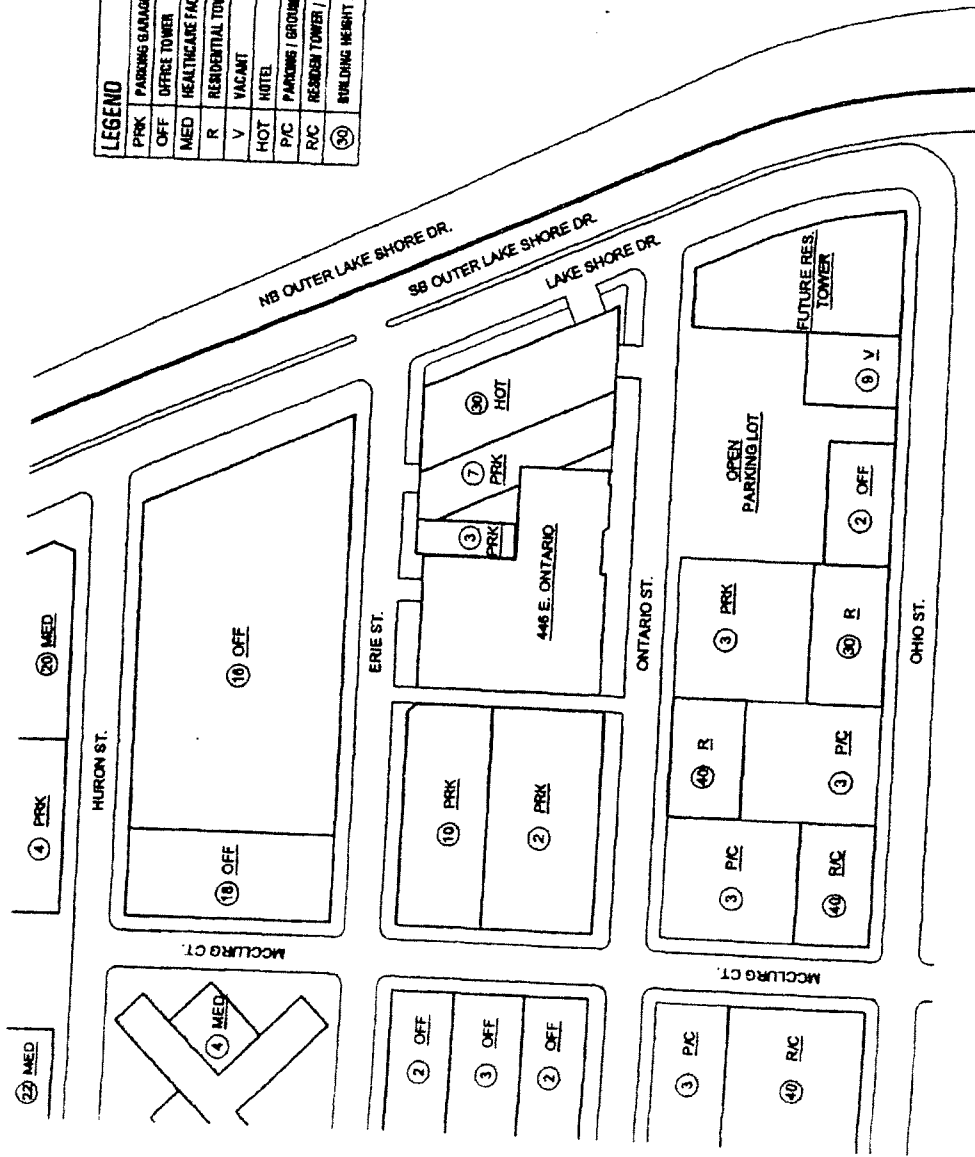 LEGEND
PRK PARKING GARAGE
OFF OFFICE TOWER
MED HEALTHCARE
R RESIDENTIAL
V VACANT
HOT HOTEL
P/C PARKING /
R/C RESIDEN TOWER /
30 BUILDING HEIGHT
NB OUTER LAKE SHORE DR.
SB OUTER LAKE SHORE DR.
LAKE SHORE DR.
22 MED
4 PRK
20 MED
HURON ST.
4 MED
MCCLURG CT.
18 OFF
16 OFF
ERIE ST.
2 OFF
3 OFF
2 OFF
10 PRK
2 PRK
3 PRK
7 PRK
30 HOT
446 E. ONTARIO
ONTARIO ST.
3 P/C
40 R/C
MCCLURG CT.
3 P/C
40 R/C
40 R
3 P/C
3 PRK
30 R
OPEN
PARKING LOT
2 OFF
9 V
FUTURE RES.
TOWER
OHIO ST.